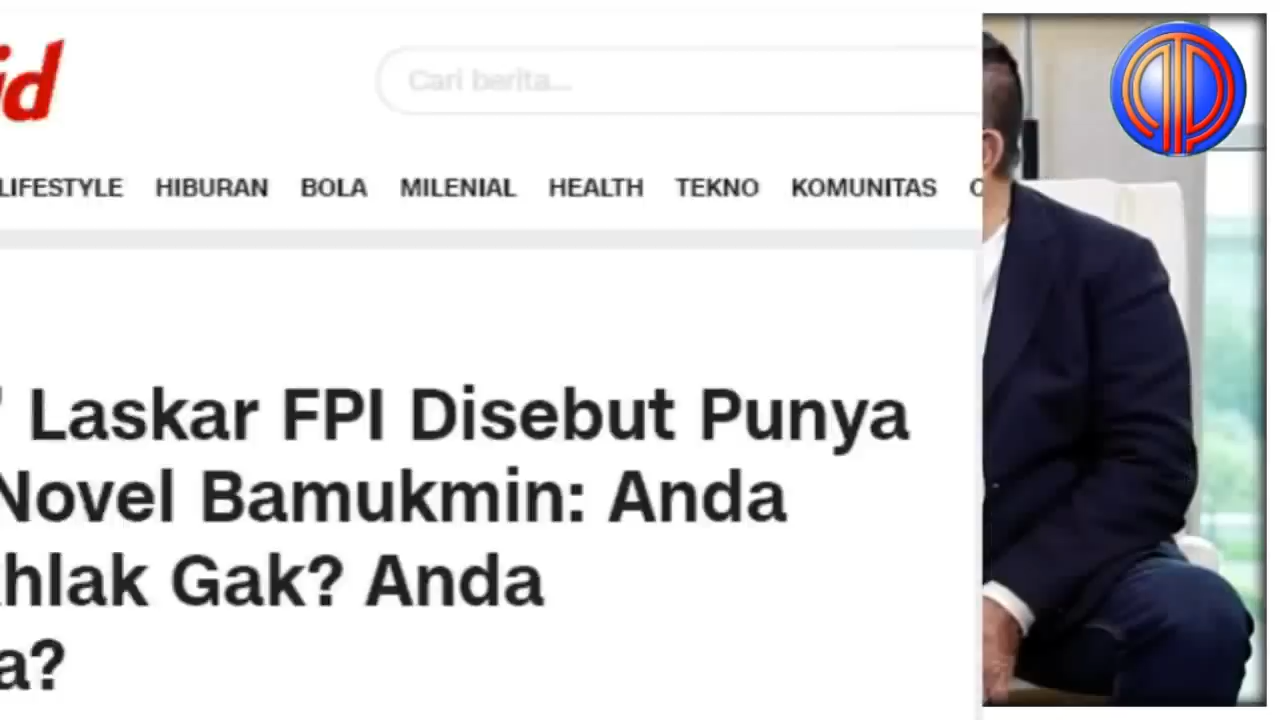 id
Cari berita...
LIFESTYLE HIBURAN BOLA MILENIAL HEALTH TEKNO KOMUNITAS
Laskar FPI Disebut Punya
Novel Bamukmin: Anda
hlak Gak? Anda
a?